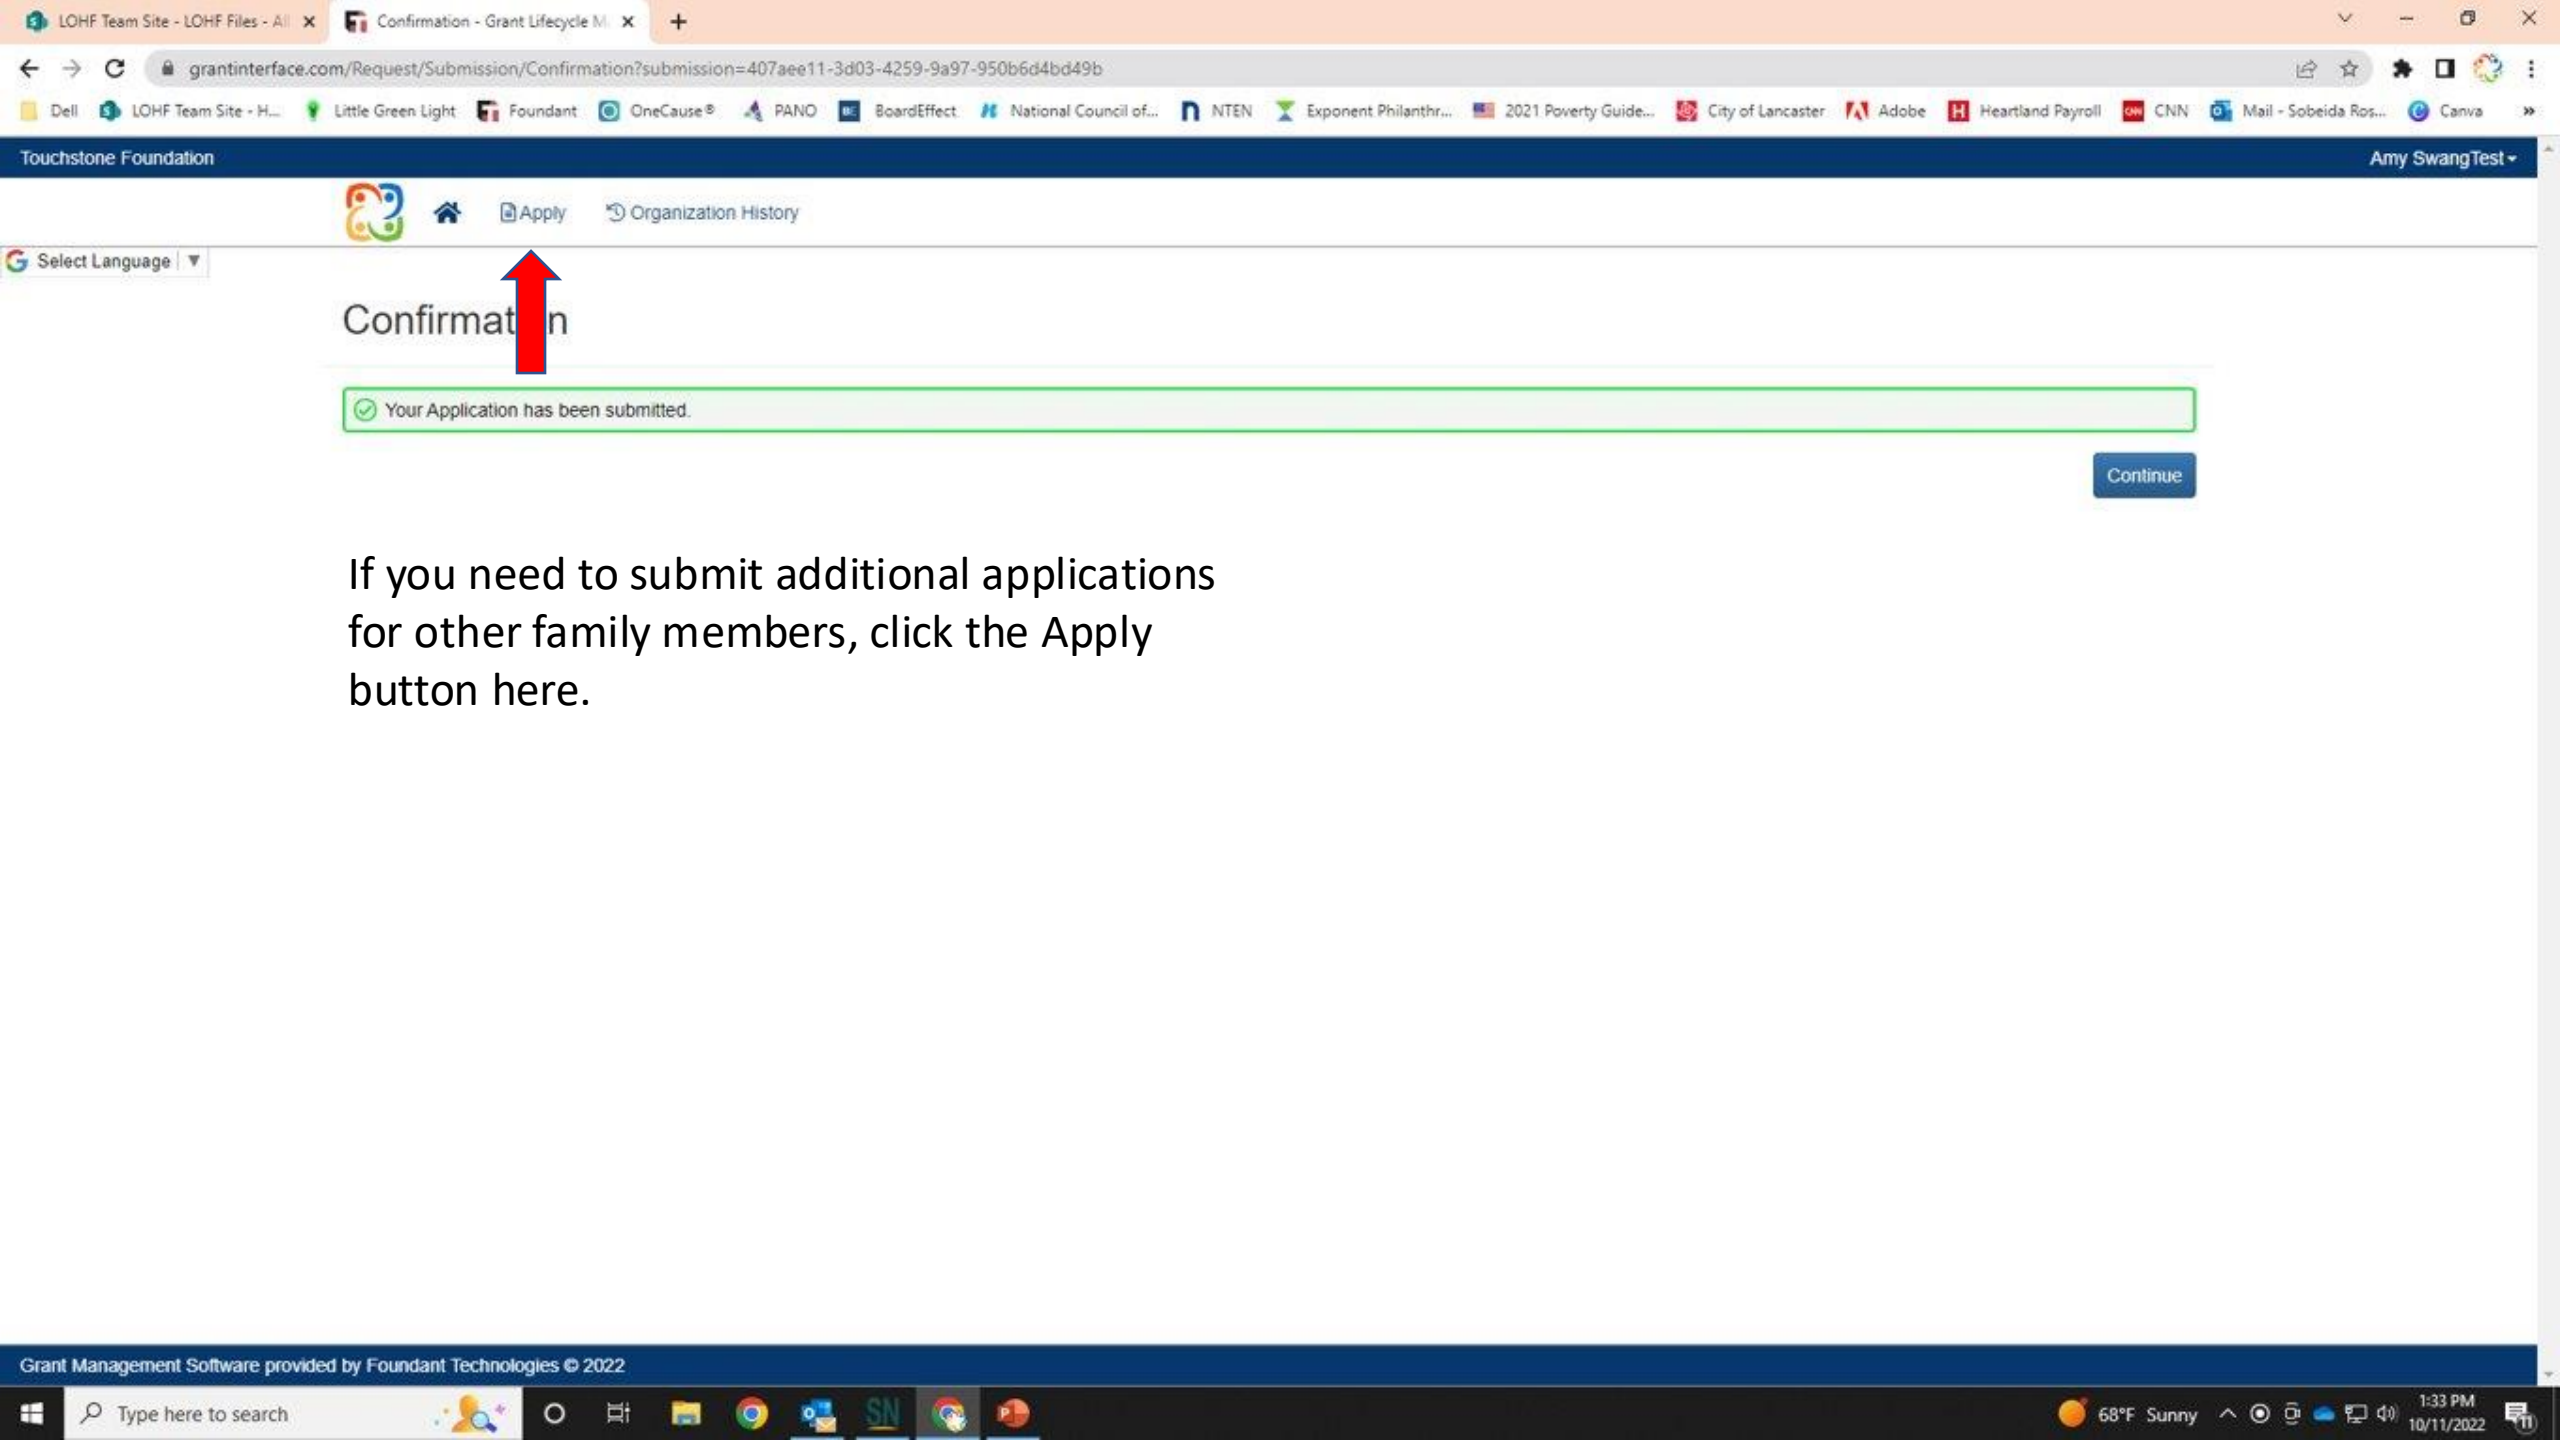 LOHF Team Site - LOHF Files - All
Confirmation - Grant Lifecycle M
grantinterface.com/Request/Submission/Confirmation?submission=407aee11-3d03-4259-9a97-950b6d4bd49b
Dell LOHF Team Site - H... Little Green Light Foundant OneCause® PANO BoardEffect National Council of... NTEN Exponent Philanthr... 2021 Poverty Guide... City of Lancaster Adobe Heartland Payroll CNN Mail - Sobeida Ros... Canva »
Touchstone Foundation
Amy SwangTest
Apply Organization History
Select Language
Confirmat n
Your Application has been submitted.
Continue
If you need to submit additional applications
for other family members, click the Apply
button here.
Grant Management Software provided by Foundant Technologies © 2022
Type here to search
SN
68°F Sunny
1:33 PM
10/11/2022
11